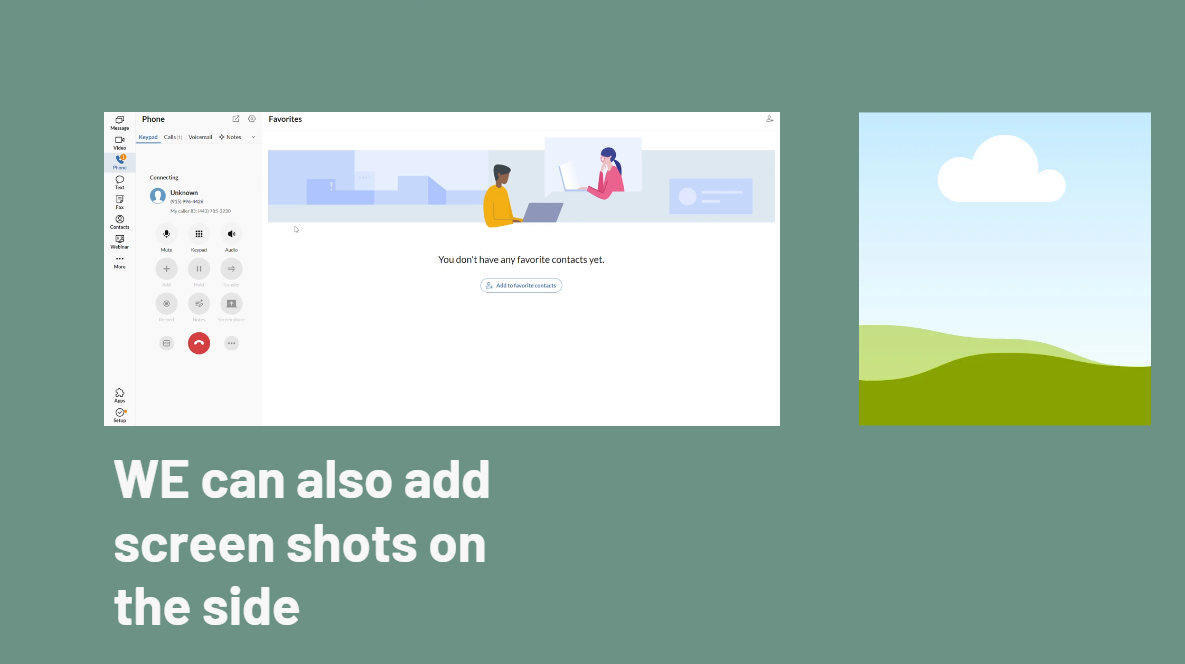 Message
Video
Phone
Text
Fax
Contacts
Webinar
More
Apps
Setup
Phone
Keypad Calls (1) Voicemail Notes
Connecting
Unknown
(915) 996-4426
My caller ID: (443) 785-3230
Mute Keypad Audio
Add Hold Transfer
Record Notes
Favorites
You don't have any favorite contacts yet.
Add to favorite contacts
WE can also add
screen shots on
the side